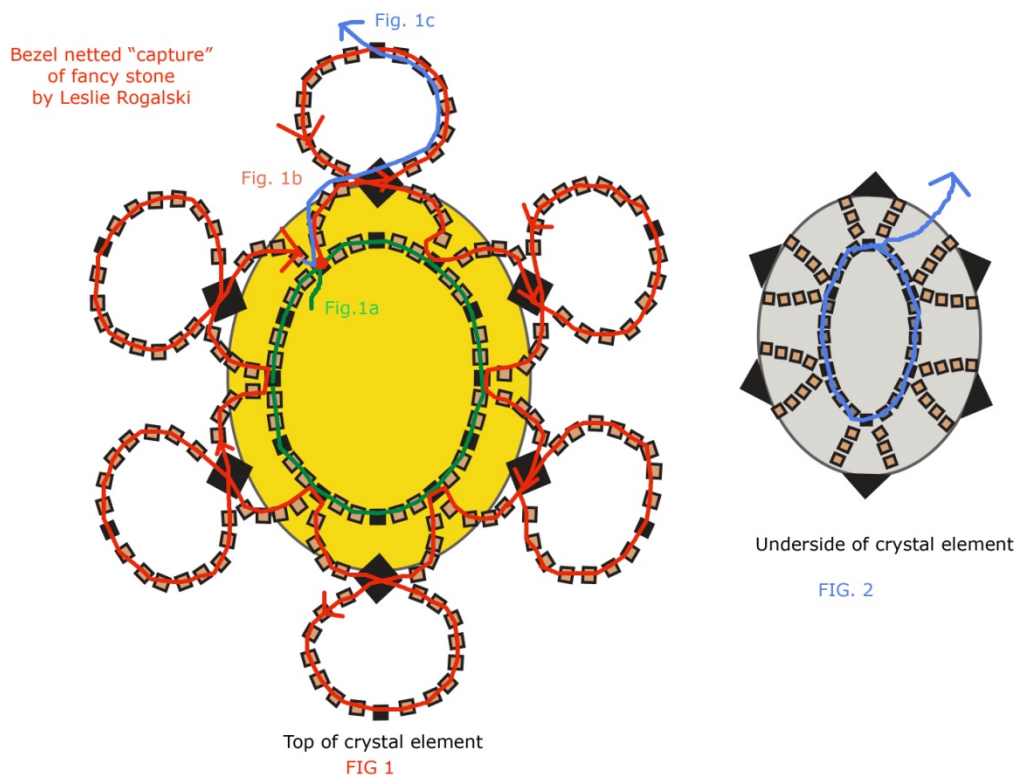 Fig. 1c
Bezel netted “capture”
of fancy stone
by Leslie Rogalski
Fig. 1b
Fig.1a
Underside of crystal element
FIG. 2
Top of crystal element
FIG 1